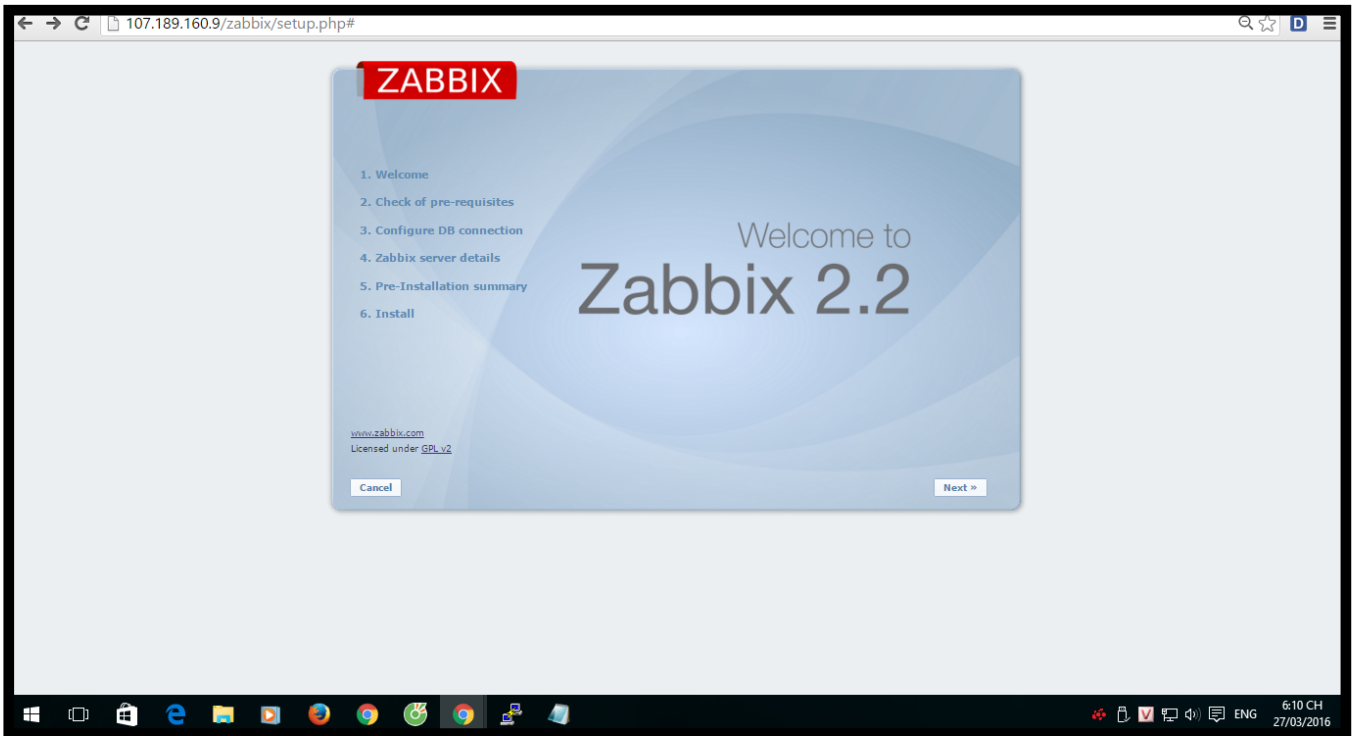 107.189.160.9/zabbix/setup.php#
D
ZABBIX
1. Welcome
2. Check of pre-requisites
3. Configure DB connection
4. Zabbix server details
5. Pre-Installation summary
6. Install
Welcome to
Zabbix 2.2
www.zabbix.com
Licensed under GPL v2
Cancel
Next »
V
ENG
6:10 CH
27/03/2016